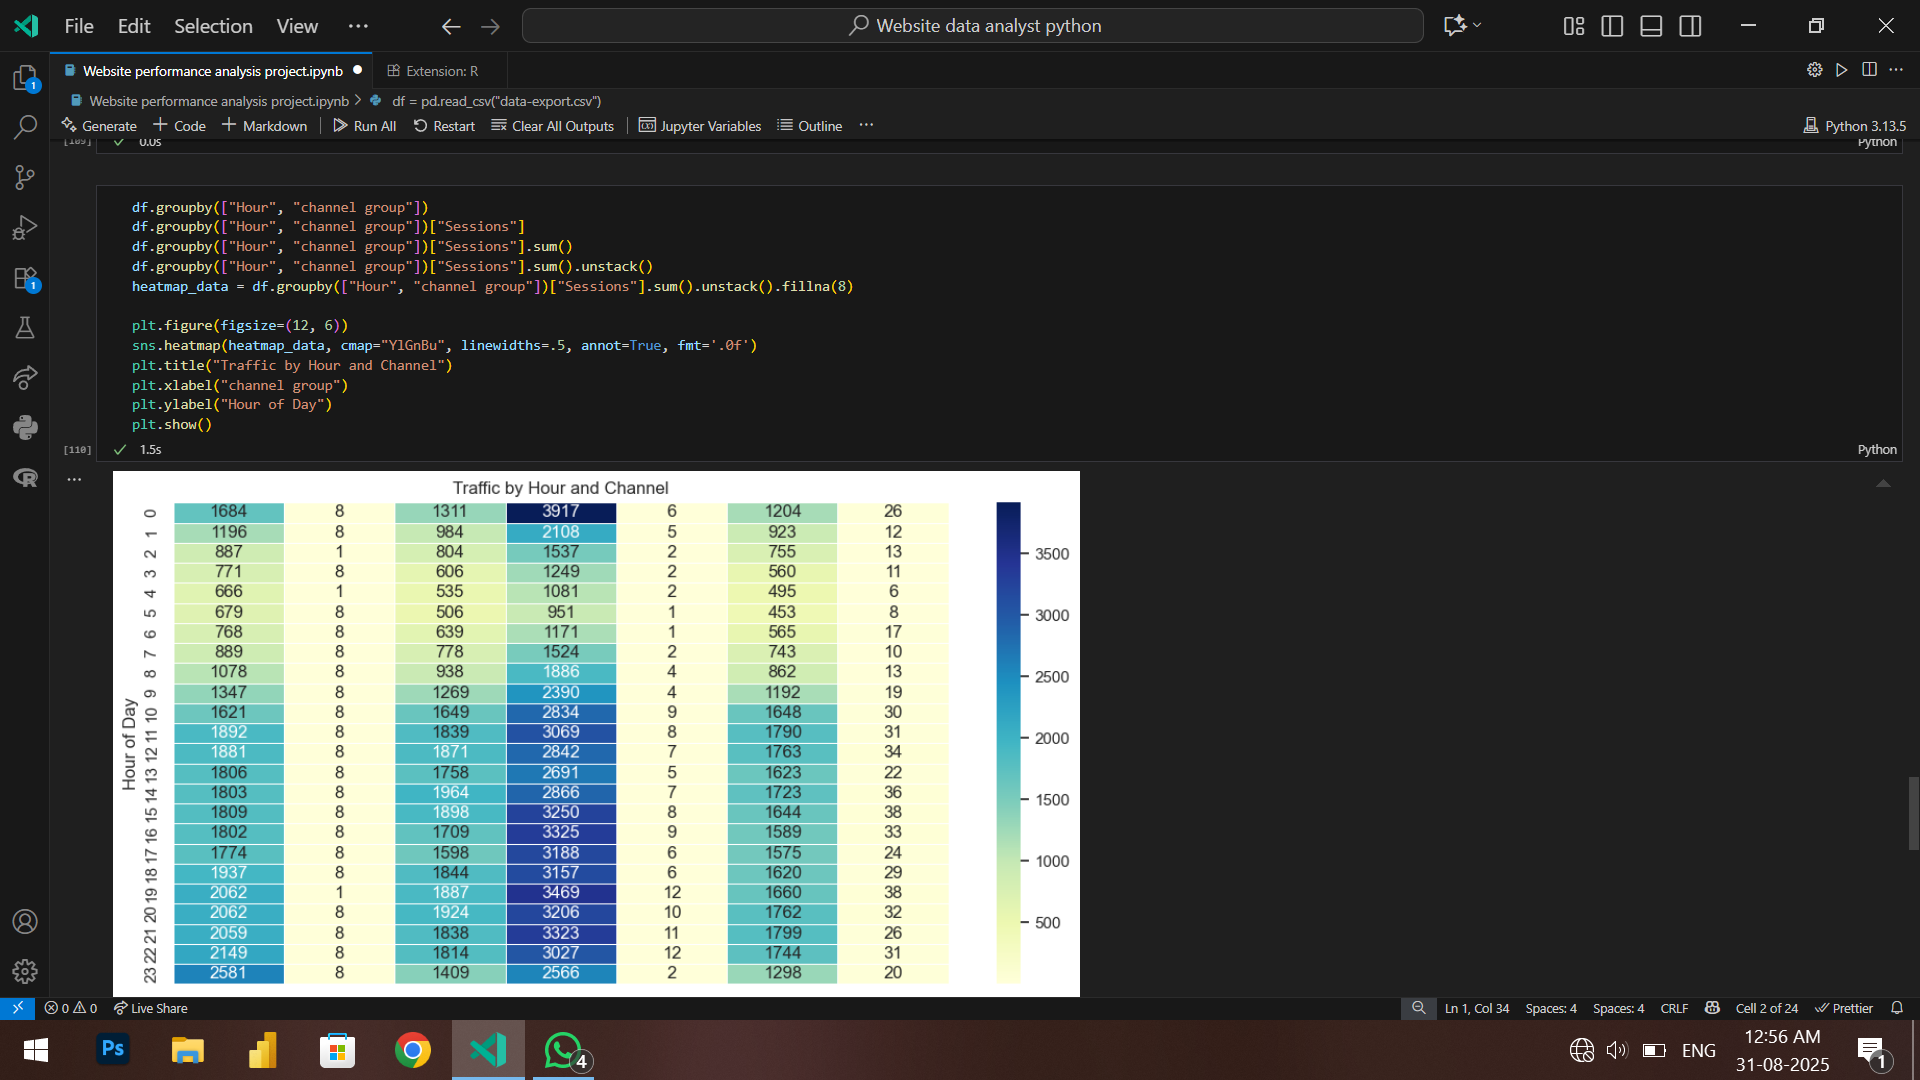 File Edit Selection View ···
Website data analyst python
Website performance analysis project.ipynb
Extension: R
Website performance analysis project.ipynb > df = pd.read_csv("data-export.csv")
Generate + Code + Markdown Run All Restart Clear All Outputs Jupyter Variables Outline ···
Python 3.13.5
[109] 0.0s Python
df.groupby(["Hour", "channel group"])
df.groupby(["Hour", "channel group"])["Sessions"]
df.groupby(["Hour", "channel group"])["Sessions"].sum()
df.groupby(["Hour", "channel group"])["Sessions"].sum().unstack()
heatmap_data = df.groupby(["Hour", "channel group"])["Sessions"].sum().unstack().fillna(8)
plt.figure(figsize=(12, 6))
sns.heatmap(heatmap_data, cmap="YlGnBu", linewidths=.5, annot=True, fmt='.0f')
plt.title("Traffic by Hour and Channel")
plt.xlabel("channel group")
plt.ylabel("Hour of Day")
plt.show()
[110] 1.5s Python
Traffic by Hour and Channel
Hour of Day
0 1684 8 1311 3917 6 1204 26
1 1196 8 984 2108 5 923 12
2 887 1 804 1537 2 755 13
3 771 8 606 1249 2 560 11
4 666 1 535 1081 2 495 6
5 679 8 506 951 1 453 8
6 768 8 639 1171 1 565 17
7 889 8 778 1524 2 743 10
8 1078 8 938 1886 4 862 13
9 1347 8 1269 2390 4 1192 19
10 1621 8 1649 2834 9 1648 30
11 1892 8 1839 3069 8 1790 31
12 1881 8 1871 2842 7 1763 34
13 1806 8 1758 2691 5 1623 22
14 1803 8 1964 2866 7 1723 36
15 1809 8 1898 3250 8 1644 38
16 1802 8 1709 3325 9 1589 33
17 1774 8 1598 3188 6 1575 24
18 1937 8 1844 3157 6 1620 29
19 2062 1 1887 3469 12 1660 38
20 2062 8 1924 3206 10 1762 32
21 2059 8 1838 3323 11 1799 26
22 2149 8 1814 3027 12 1744 31
23 2581 8 1409 2566 2 1298 20
3500
3000
2500
2000
1500
1000
500
1
1
0 0 Live Share
Ln 1, Col 34 Spaces: 4 Spaces: 4 CRLF Cell 2 of 24 Prettier
Ps
4
ENG
12:56 AM
31-08-2025
1